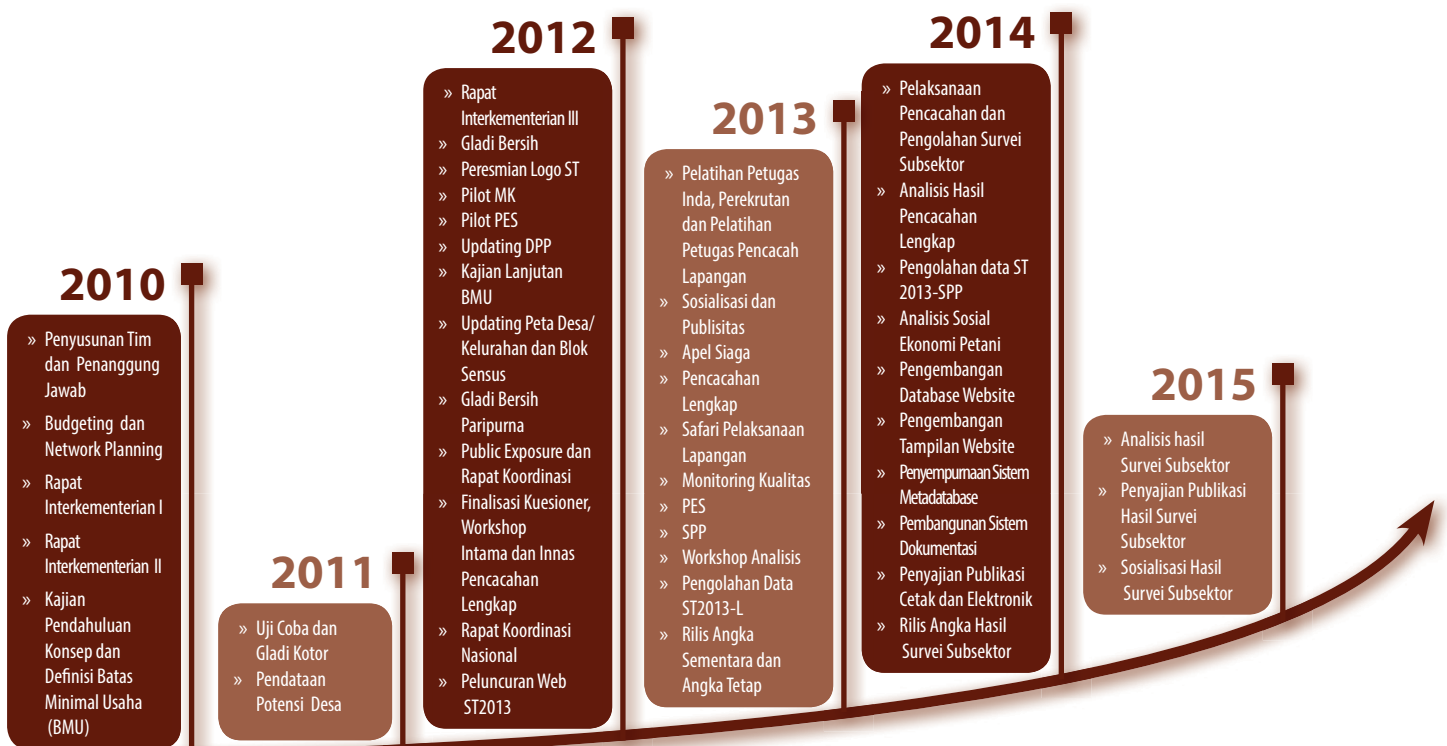 2010
» Penyusunan Tim
dan Penanggung
Jawab
» Budgeting dan
Network Planning
» Rapat
Interkementerian I
» Rapat
Interkementerian II
» Kajian
Pendahuluan
Konsep dan
Definisi Batas
Minimal Usaha
(BMU)
2011
» Uji Coba dan
Gladi Kotor
» Pendataan
Potensi Desa
2012
» Rapat
Interkementerian III
» Gladi Bersih
» Peresmian Logo ST
» Pilot MK
» Pilot PES
» Updating DPP
» Kajian Lanjutan
BMU
» Updating Peta Desa/
Kelurahan dan Blok
Sensus
» Gladi Bersih
Paripurna
» Public Exposure dan
Rapat Koordinasi
» Finalisasi Kuesioner,
Workshop
Intama dan Innas
Pencacahan
Lengkap
» Rapat Koordinasi
Nasional
» Peluncuran Web
ST2013
2013
» Pelatihan Petugas
Inda, Perekrutan
dan Pelatihan
Petugas Pencacah
Lapangan
» Sosialisasi dan
Publisitas
» Apel Siaga
» Pencacahan
Lengkap
» Safari Pelaksanaan
Lapangan
» Monitoring Kualitas
» PES
» SPP
» Workshop Analisis
» Pengolahan Data
ST2013-L
» Rilis Angka
Sementara dan
Angka Tetap
2014
» Pelaksanaan
Pencacahan dan
Pengolahan Survei
Subsektor
» Analisis Hasil
Pencacahan
Lengkap
» Pengolahan data ST
2013-SPP
» Analisis Sosial
Ekonomi Petani
» Pengembangan
Database Website
» Pengembangan
Tampilan Website
» Penyempurnaan Sistem
Metadatabase
» Pembangunan Sistem
Dokumentasi
» Penyajian Publikasi
Cetak dan Elektronik
» Rilis Angka Hasil
Survei Subsektor
2015
» Analisis hasil
Survei Subsektor
» Penyajian Publikasi
Hasil Survei
Subsektor
» Sosialisasi Hasil
Survei Subsektor